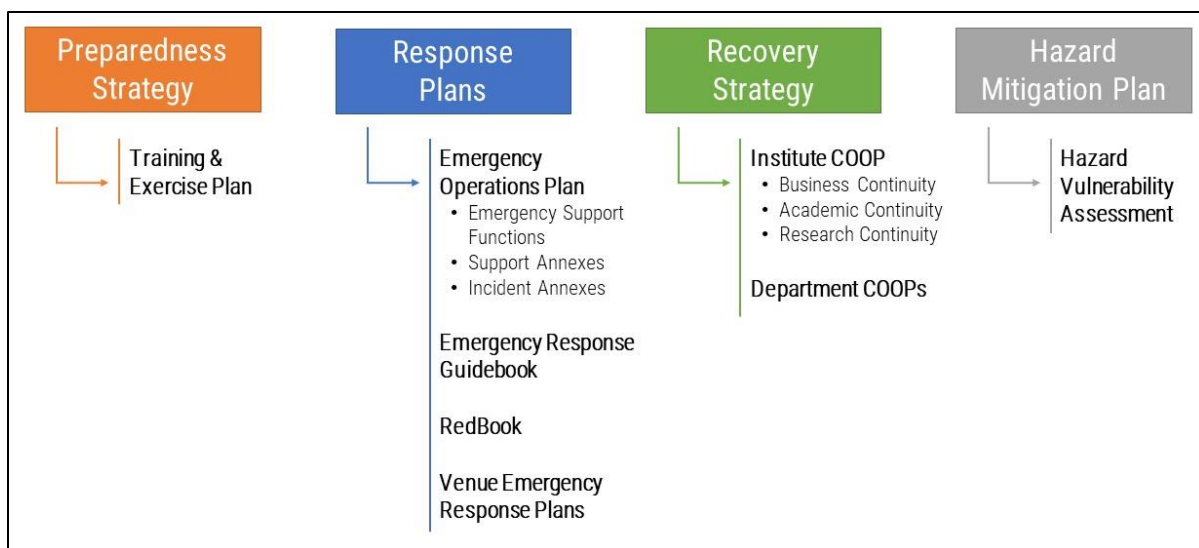 Preparedness
Strategy
Training &
Exercise Plan
Response
Plans
Emergency
Operations Plan
• Emergency Support
Functions
• Support Annexes
• Incident Annexes
Emergency Response
Guidebook
RedBook
Venue Emergency
Response Plans
Recovery
Strategy
Institute COOP
• Business Continuity
• Academic Continuity
• Research Continuity
Department COOPs
Hazard
Mitigation Plan
Hazard
Vulnerability
Assessment